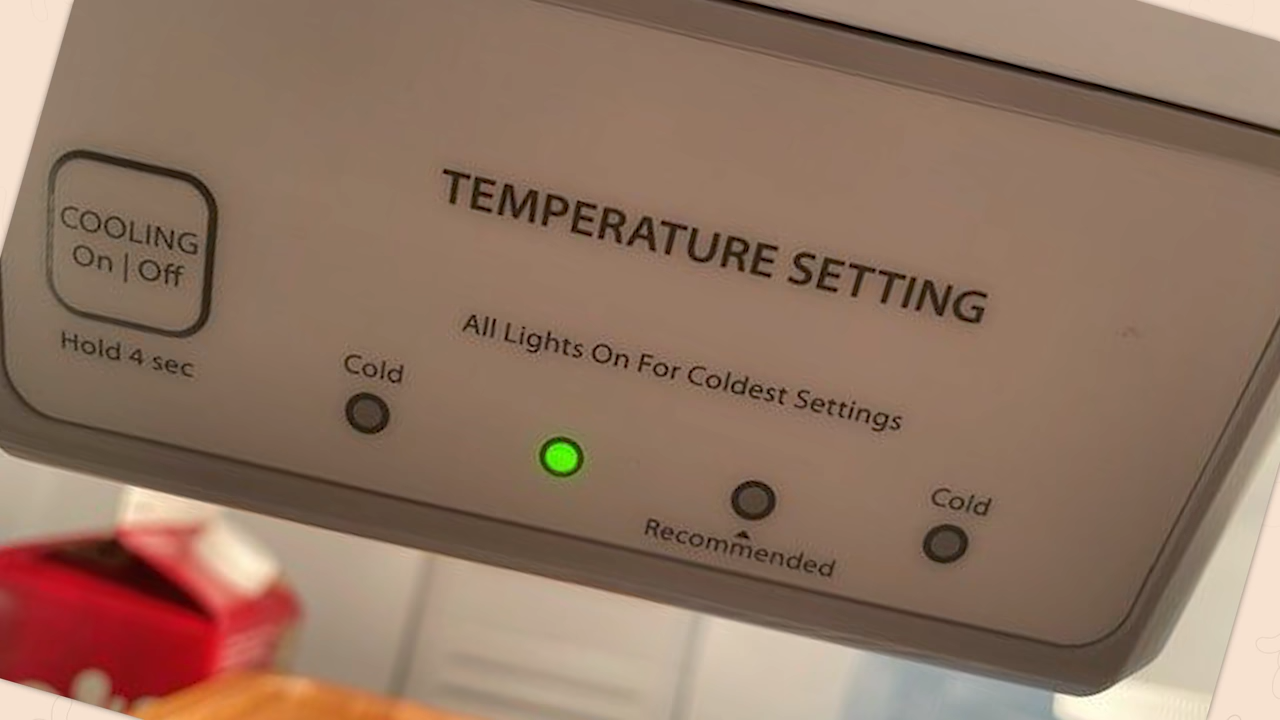 TEMPERATURE SETTING
COOLING
On | Off
Hold 4 sec
All Lights On For Coldest Settings
Cold
Cold
Recommended